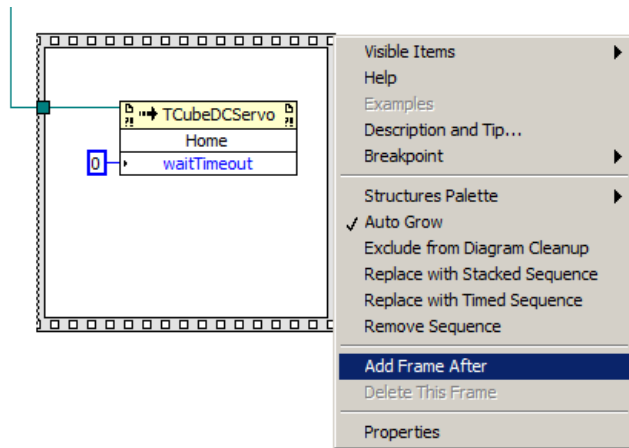 TCubeDCServo
Home
0
waitTimeout
Visible Items
Help
Examples
Description and Tip...
Breakpoint
Structures Palette
Auto Grow
Exclude from Diagram Cleanup
Replace with Stacked Sequence
Replace with Timed Sequence
Remove Sequence
Add Frame After
Delete This Frame
Properties